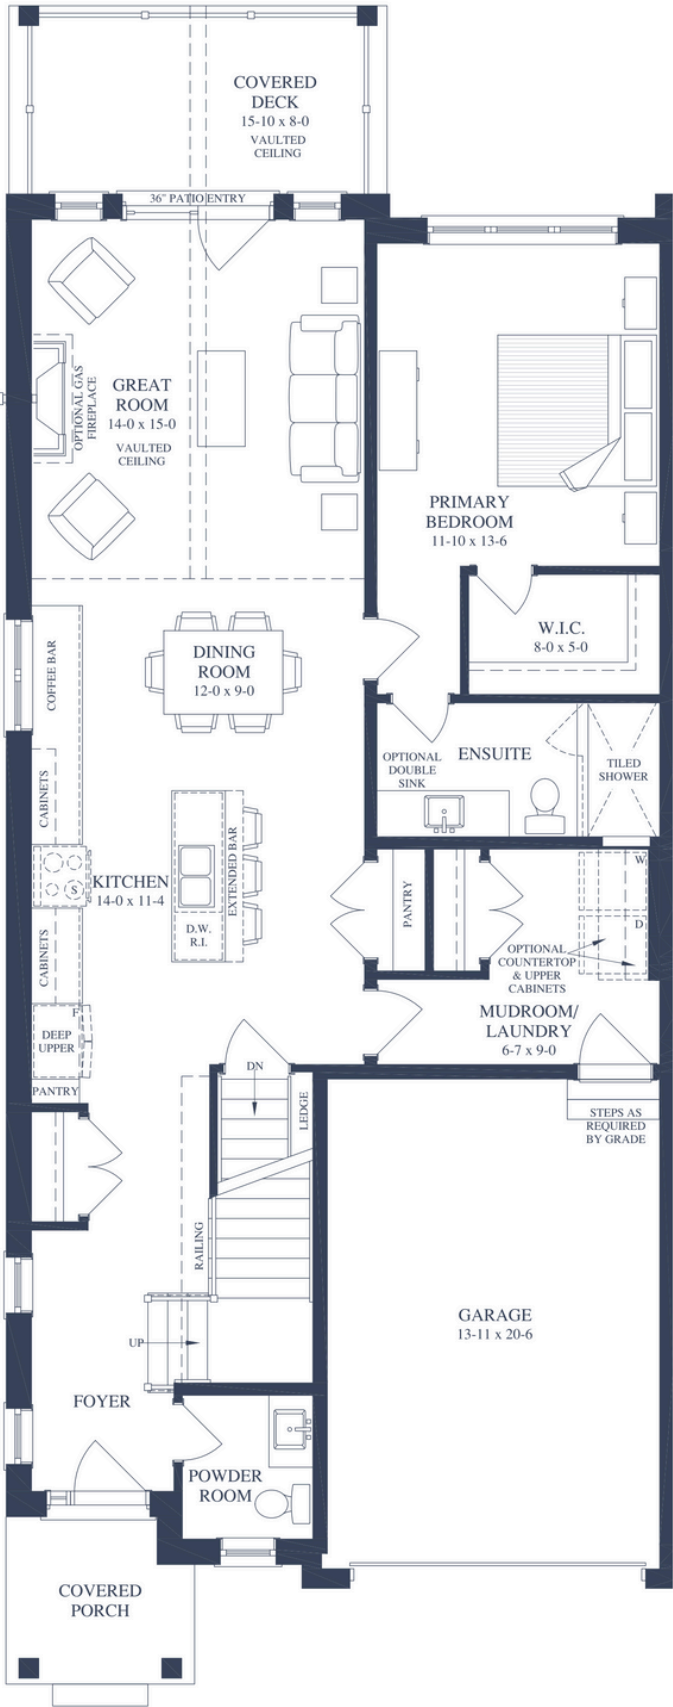 COVERED
DECK
15-10 x 8-0
VAULTED
CEILING
36" PATIO ENTRY
GREAT
ROOM
14-0 x 15-0
VAULTED
CEILING
OPTIONAL GAS
FIREPLACE
PRIMARY
BEDROOM
11-10 x 13-6
W.I.C.
8-0 x 5-0
DINING
ROOM
12-0 x 9-0
COFFEE BAR
ENSUITE
OPTIONAL
DOUBLE
SINK
TILED
SHOWER
CABINETS
KITCHEN
14-0 x 11-4
S
EXTENDED BAR
D.W.
R.I.
PANTRY
W
D
OPTIONAL
COUNTERTOP
& UPPER
CABINETS
CABINETS
F
DEEP
UPPER
PANTRY
MUDROOM/
LAUNDRY
6-7 x 9-0
DN
LEDGE
STEPS AS
REQUIRED
BY GRADE
RAILING
UP
GARAGE
13-11 x 20-6
FOYER
POWDER
ROOM
COVERED
PORCH